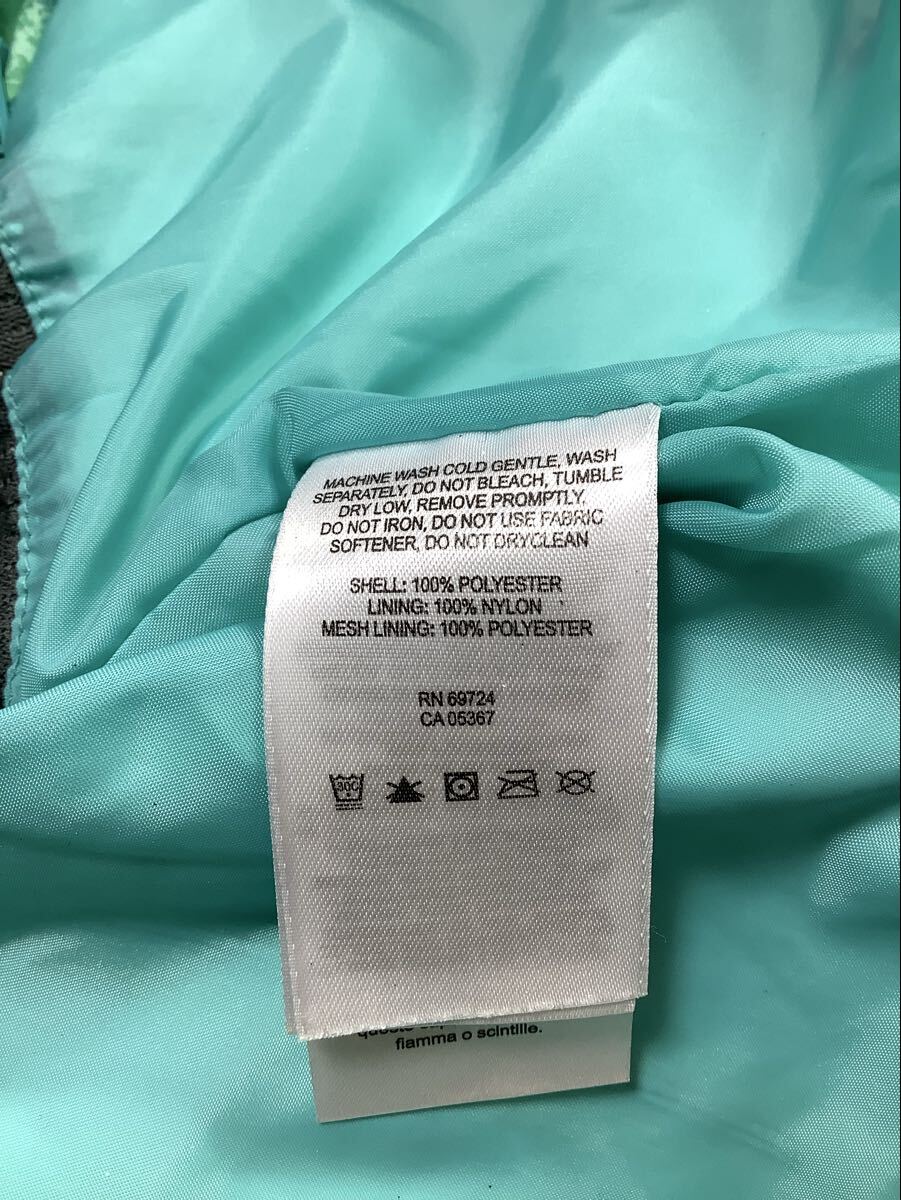 MACHINE WASH COLD GENTLE, WASH
SEPARATELY, DO NOT BLEACH, TUMBLE
DRY LOW, REMOVE PROMPTLY,
DO NOT IRON, DO NOT USE FABRIC
SOFTENER, DO NOT DRYCLEAN
SHELL: 100% POLYESTER
LINING: 100% NYLON
MESH LINING: 100% POLYESTER
RN 69724
CA 05367
30C
fiamma o scintille.